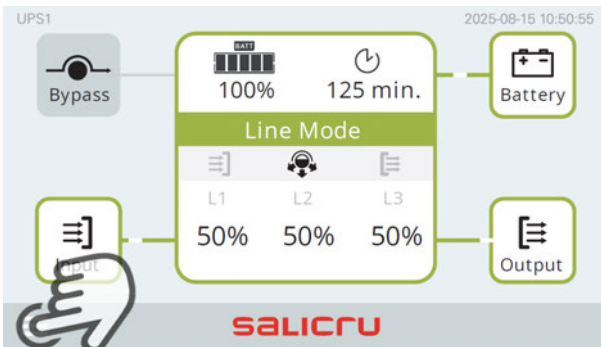 UPS1
2025-08-15 10:50:55
BATT
100%
125 min.
Bypass
Battery
Line Mode
L1 L2 L3
50% 50% 50%
Input
Output
SALICRU